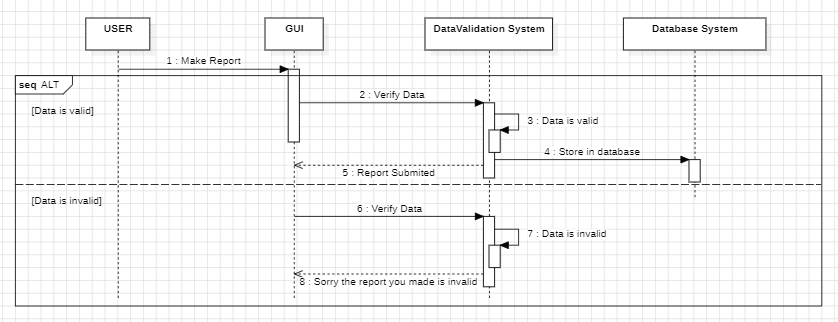 USER
GUI
DataValidation System
Database System
1 : Make Report
seq ALT
2 : Verify Data
[Data is valid]
3 : Data is valid
4 : Store in database
5 : Report Submited
[Data is invalid]
6 : Verify Data
7 : Data is invalid
8 : Sorry the report you made is invalid